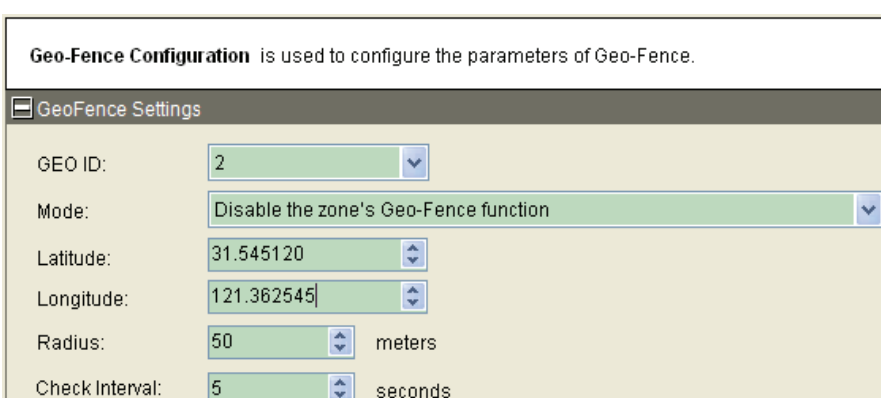 Geo-Fence Configuration is used to configure the parameters of Geo-Fence.
GeoFence Settings
GEO ID: 2
Mode: Disable the zone's Geo-Fence function
Latitude: 31.545120
Longitude: 121.362545
Radius: 50 meters
Check Interval: 5 seconds